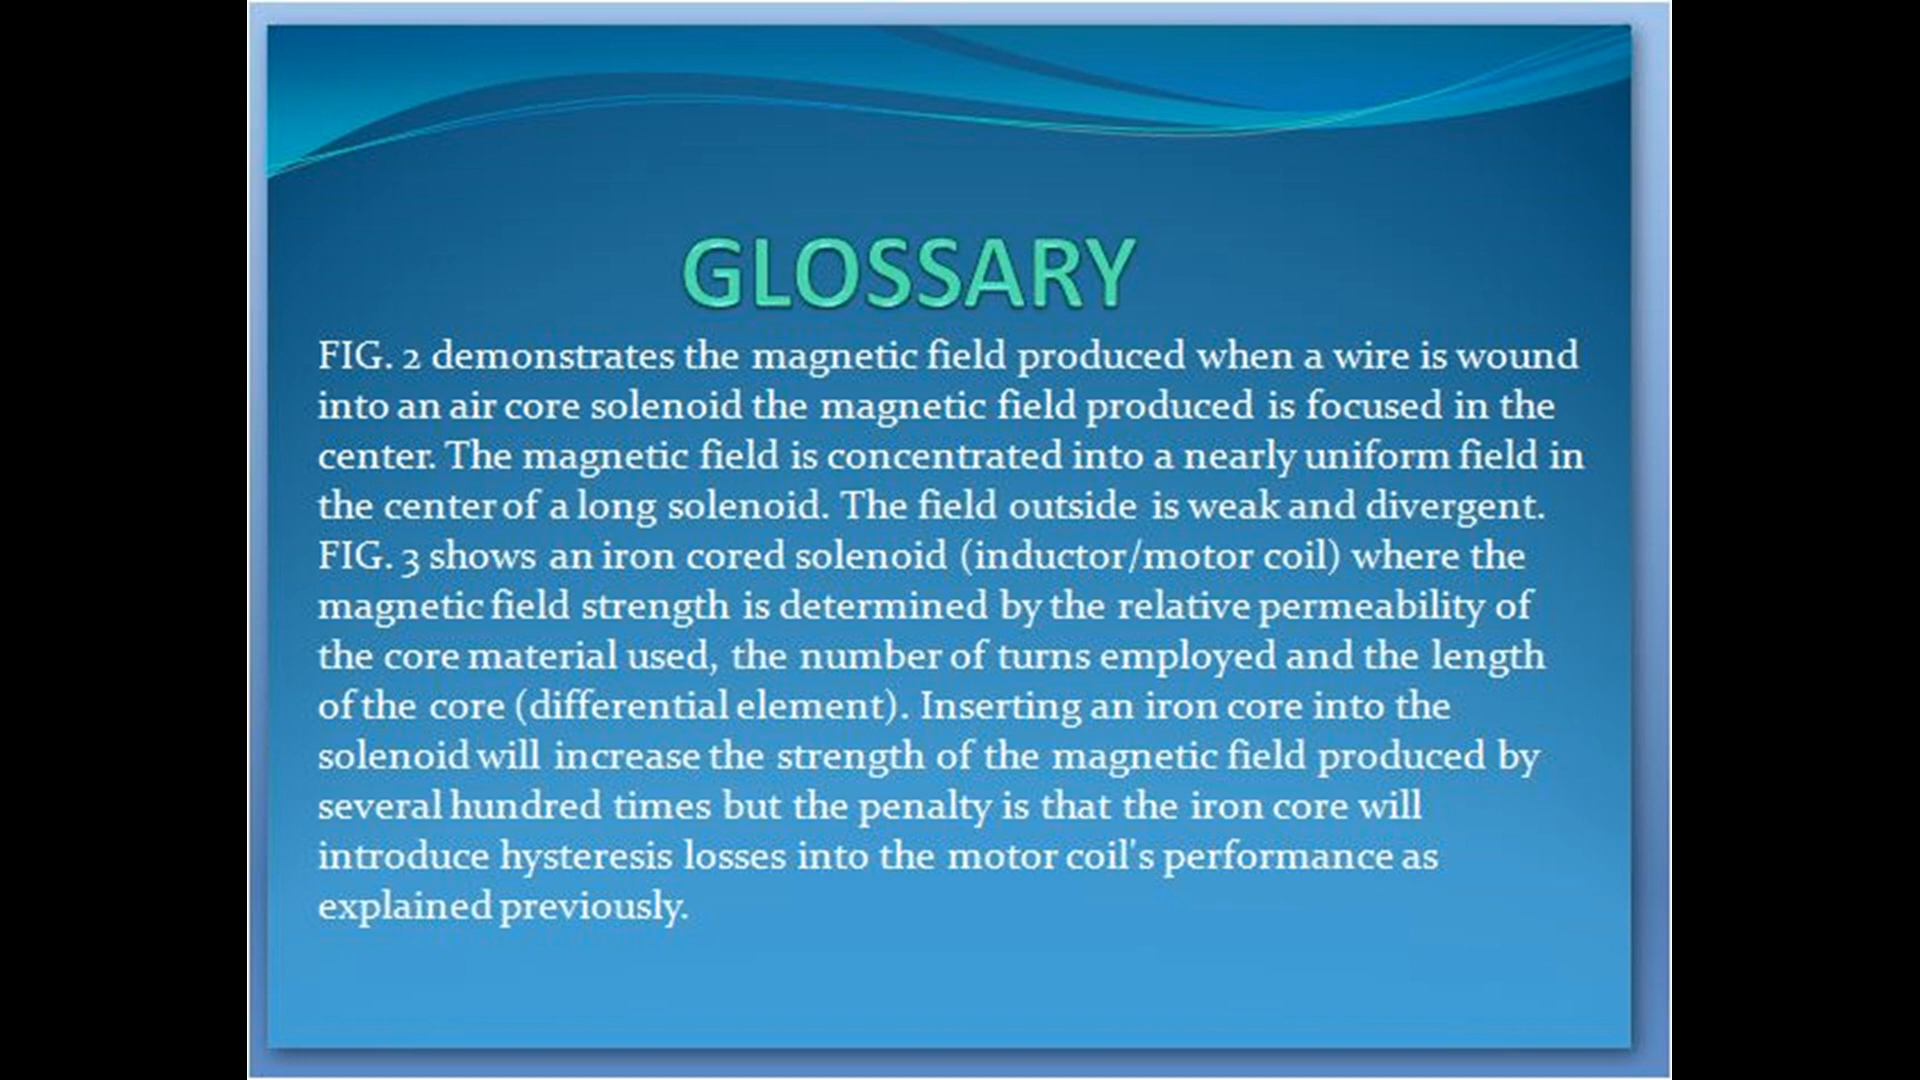 GLOSSARY
FIG. 2 demonstrates the magnetic field produced when a wire is wound
into an air core solenoid the magnetic field produced is focused in the
center. The magnetic field is concentrated into a nearly uniform field in
the center of a long solenoid. The field outside is weak and divergent.
FIG. 3 shows an iron cored solenoid (inductor/motor coil) where the
magnetic field strength is determined by the relative permeability of
the core material used, the number of turns employed and the length
of the core (differential element). Inserting an iron core into the
solenoid will increase the strength of the magnetic field produced by
several hundred times but the penalty is that the iron core will
introduce hysteresis losses into the motor coil's performance as
explained previously.